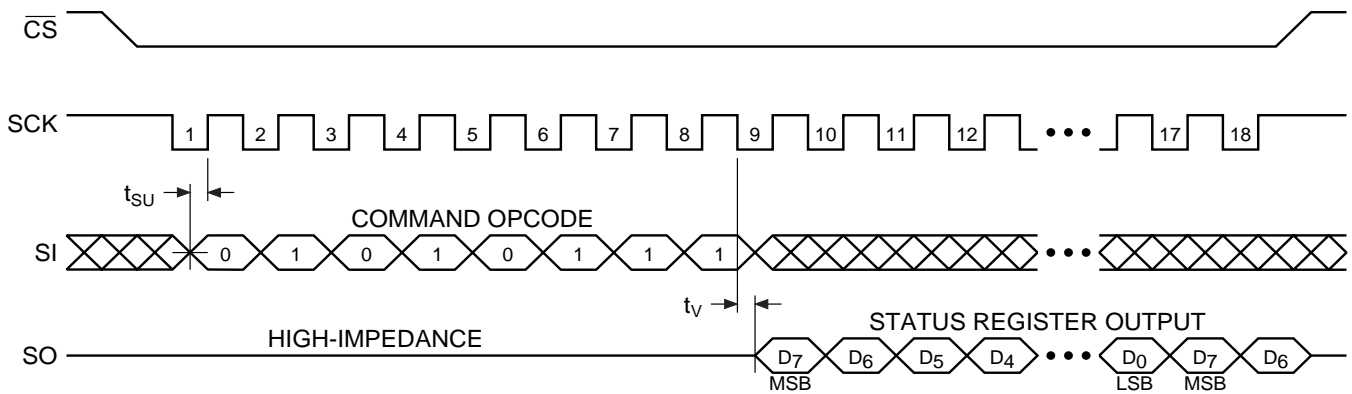 CS
SCK 1 2 3 4 5 6 7 8 9 10 11 12 ••• 17 18
tSU
COMMAND OPCODE
SI 0 1 0 1 0 1 1 1 •••
tV
HIGH-IMPEDANCE
STATUS REGISTER OUTPUT
SO D7 D6 D5 D4 ••• D0 D7 D6
MSB LSB MSB